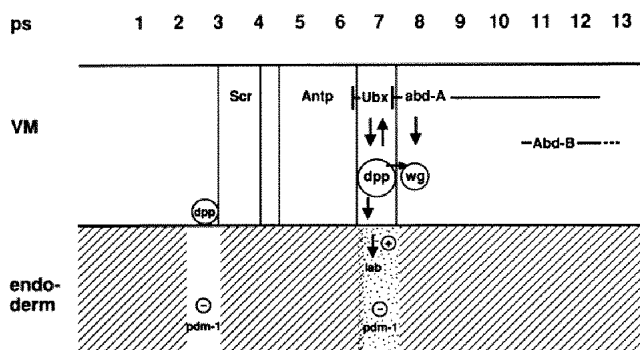 ps 1 2 3 4 5 6 7 8 9 10 11 12 13
VM
Scr Antp Ubx abd-A
Abd-B
dpp wg
dpp
+
lab
endo-
derm
− −
pdm-1 pdm-1